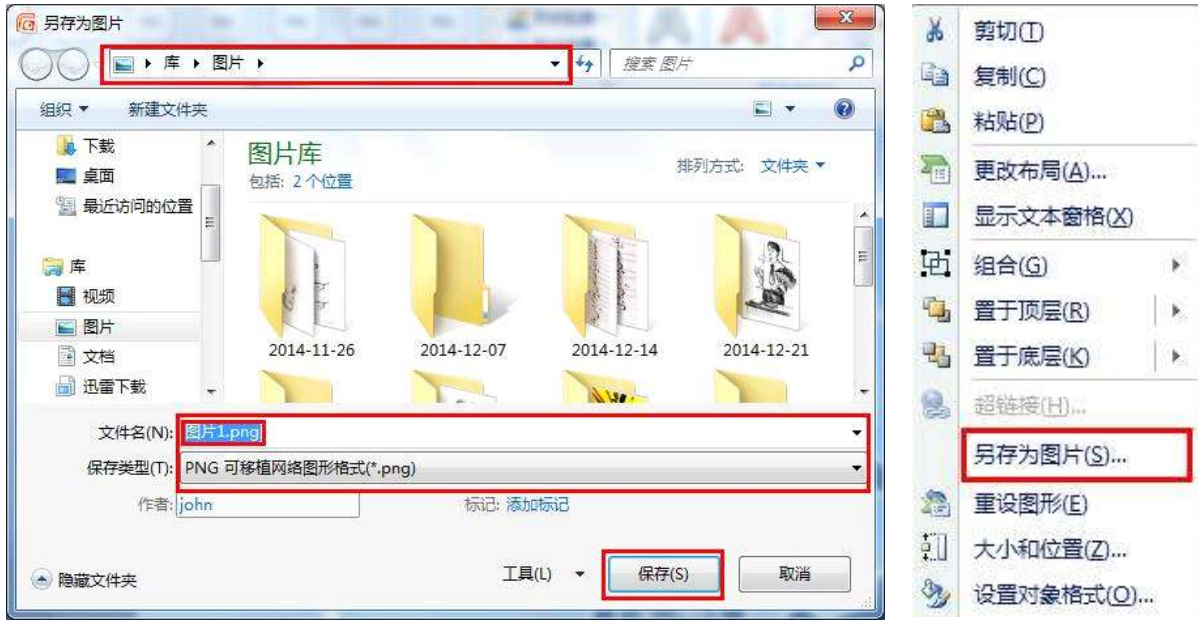 另存为图片
库 图片
搜索 图片
组织 新建文件夹
下载
桌面
最近访问的位置
库
视频
图片
文档
迅雷下载
图片库
包括: 2 个位置
排列方式: 文件夹
2014-11-26 2014-12-07 2014-12-14 2014-12-21
文件名(N): 图片1.png
保存类型(T): PNG 可移植网络图形格式(*.png)
作者: john 标记: 添加标记
隐藏文件夹 工具(L) 保存(S) 取消
剪切(T)
复制(C)
粘贴(P)
更改布局(A)...
显示文本窗格(X)
组合(G)
置于顶层(R)
置于底层(K)
超链接(H)...
另存为图片(S)...
重设图形(E)
大小和位置(Z)...
设置对象格式(O)...